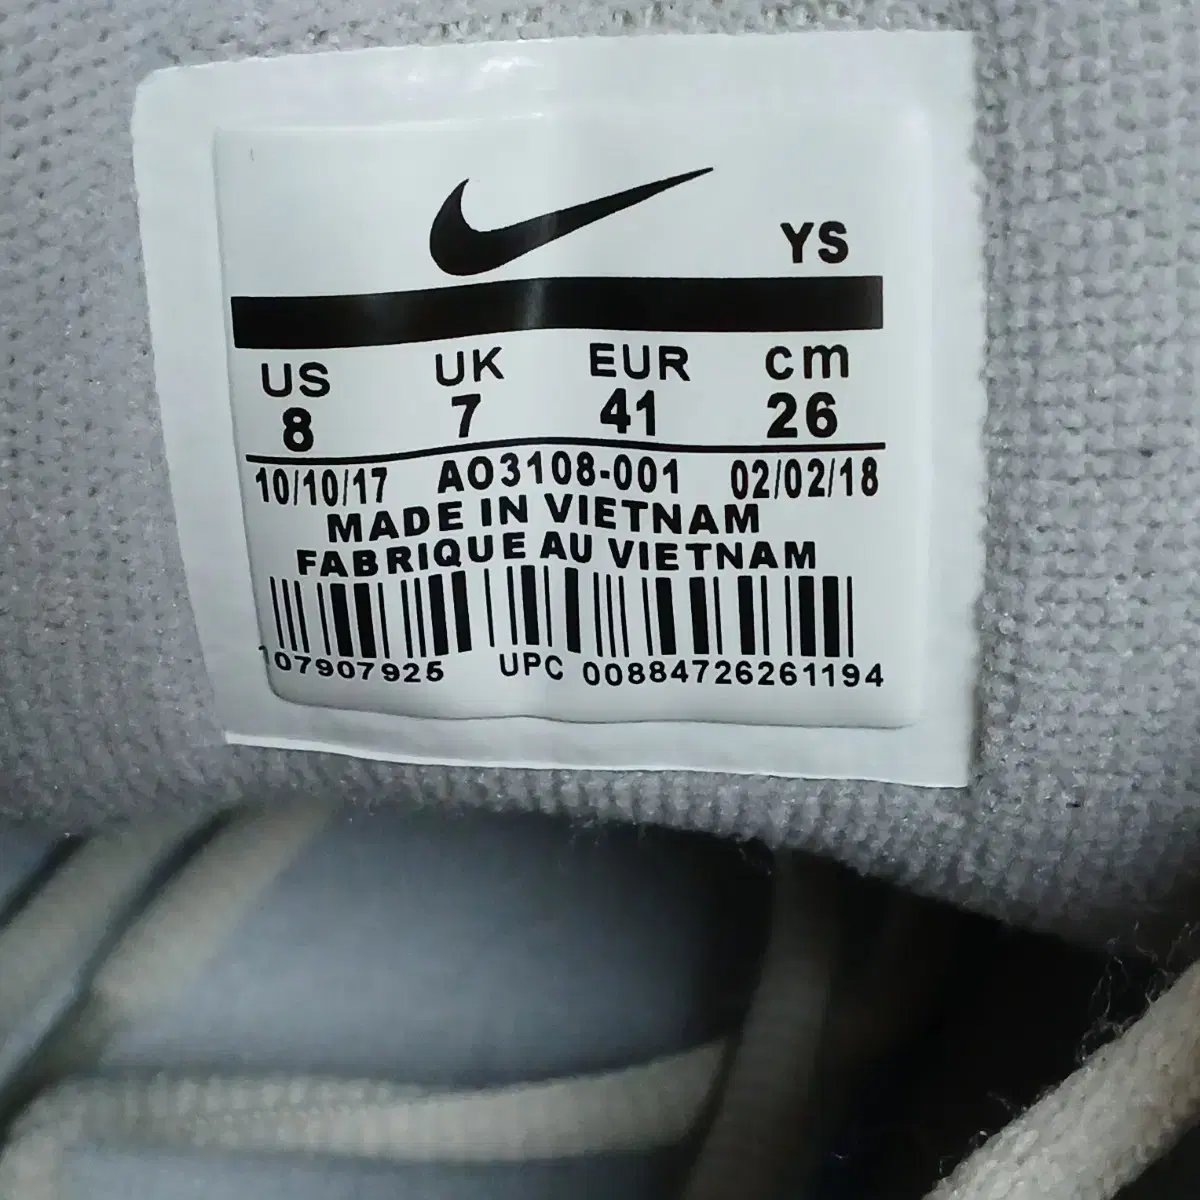 YS
US UK EUR cm
8 7 41 26
10/10/17 AO3108-001 02/02/18
MADE IN VIETNAM
FABRIQUE AU VIETNAM
107907925 UPC 00884726261194